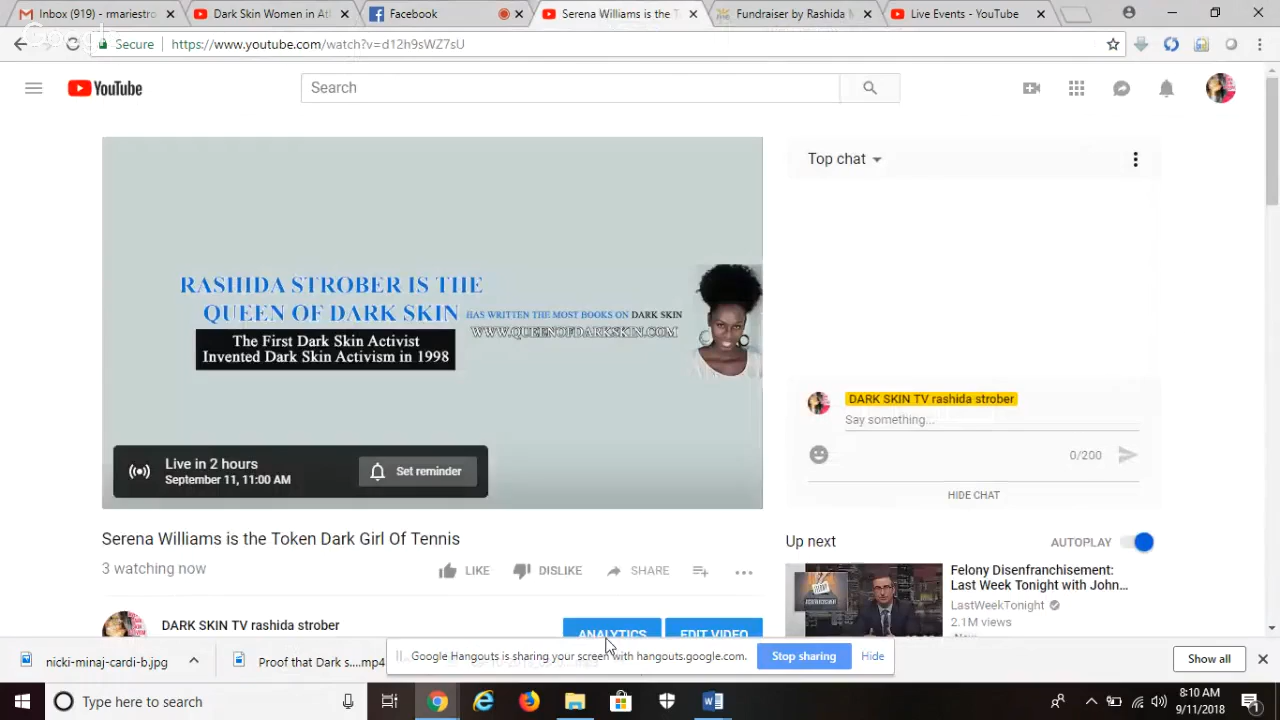 Inbox (919) - mariestro
Dark Skin Women in Atl
Facebook
Serena Williams is the T
Fundraiser by Rashida M
Live Events - YouTube
Google
Secure
https://www.youtube.com/watch?v=d12h9sWZ7sU
YouTube
Search
RASHIDA STROBER IS THE
QUEEN OF DARK SKIN
HAS WRITTEN THE MOST BOOKS ON DARK SKIN
WWW.QUEENOFDARKSKIN.COM
The First Dark Skin Activist
Invented Dark Skin Activism in 1998
Live in 2 hours
September 11, 11:00 AM
Set reminder
Top chat
DARK SKIN TV rashida strober
Say something...
0/200
HIDE CHAT
Serena Williams is the Token Dark Girl Of Tennis
3 watching now
LIKE
DISLIKE
SHARE
Up next
AUTOPLAY
Felony Disenfranchisement:
Last Week Tonight with John...
LastWeekTonight
2.1M views
New
DARK SKIN TV rashida strober
ANALYTICS
EDIT VIDEO
Google Hangouts is sharing your screen with hangouts.google.com.
Stop sharing
Hide
nicki-minaj-cardi-b.jpg
Proof that Dark s....mp4
Show all
Type here to search
8:10 AM
9/11/2018